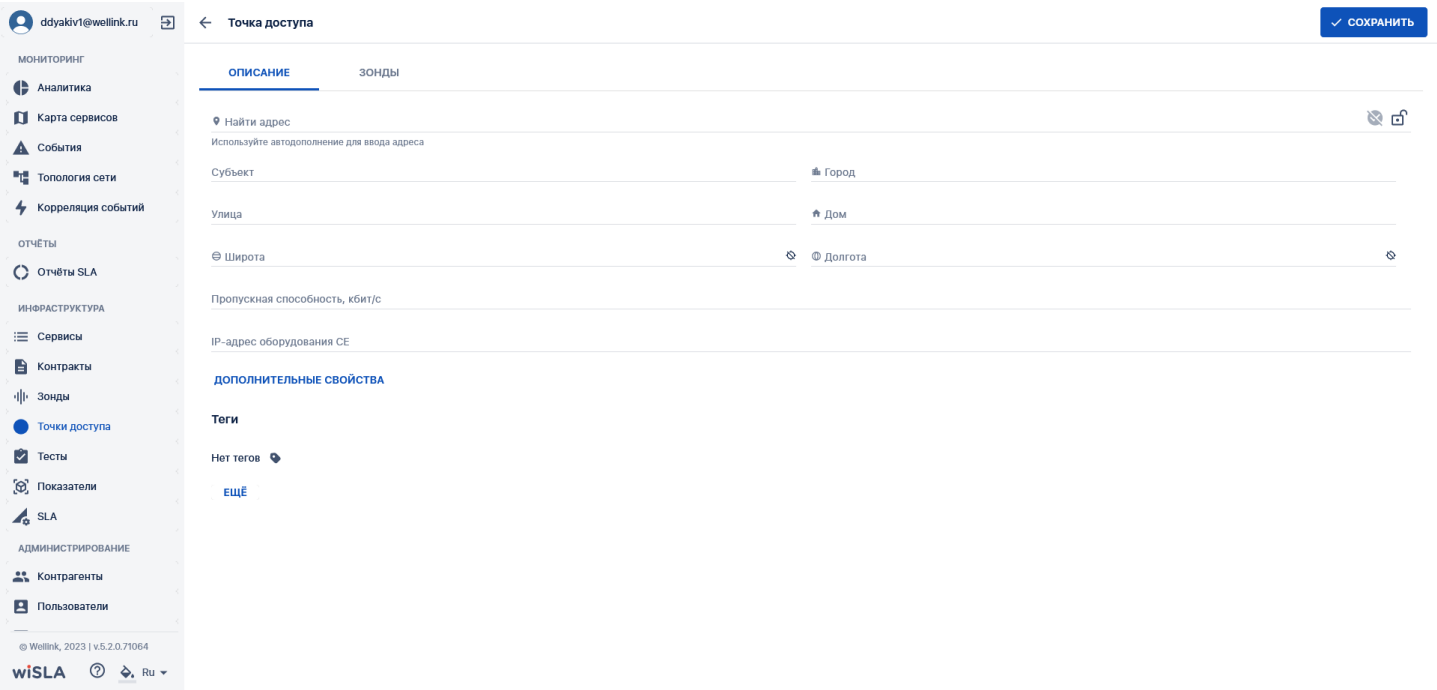 ddyakiv1@wellink.ru
Точка доступа
СОХРАНИТЬ
МОНИТОРИНГ
Аналитика
Карта сервисов
События
Топология сети
Корреляция событий
ОТЧЁТЫ
Отчёты SLA
ИНФРАСТРУКТУРА
Сервисы
Контракты
Зонды
Точки доступа
Тесты
Показатели
SLA
АДМИНИСТРИРОВАНИЕ
Контрагенты
Пользователи
© Wellink, 2023 | v.5.2.0.71064
wiSLA
Ru
ОПИСАНИЕ
ЗОНДЫ
Найти адрес
Используйте автодополнение для ввода адреса
Субъект
Город
Улица
Дом
Широта
Долгота
Пропускная способность, кбит/с
IP-адрес оборудования CE
ДОПОЛНИТЕЛЬНЫЕ СВОЙСТВА
Теги
Нет тегов
ЕЩЁ